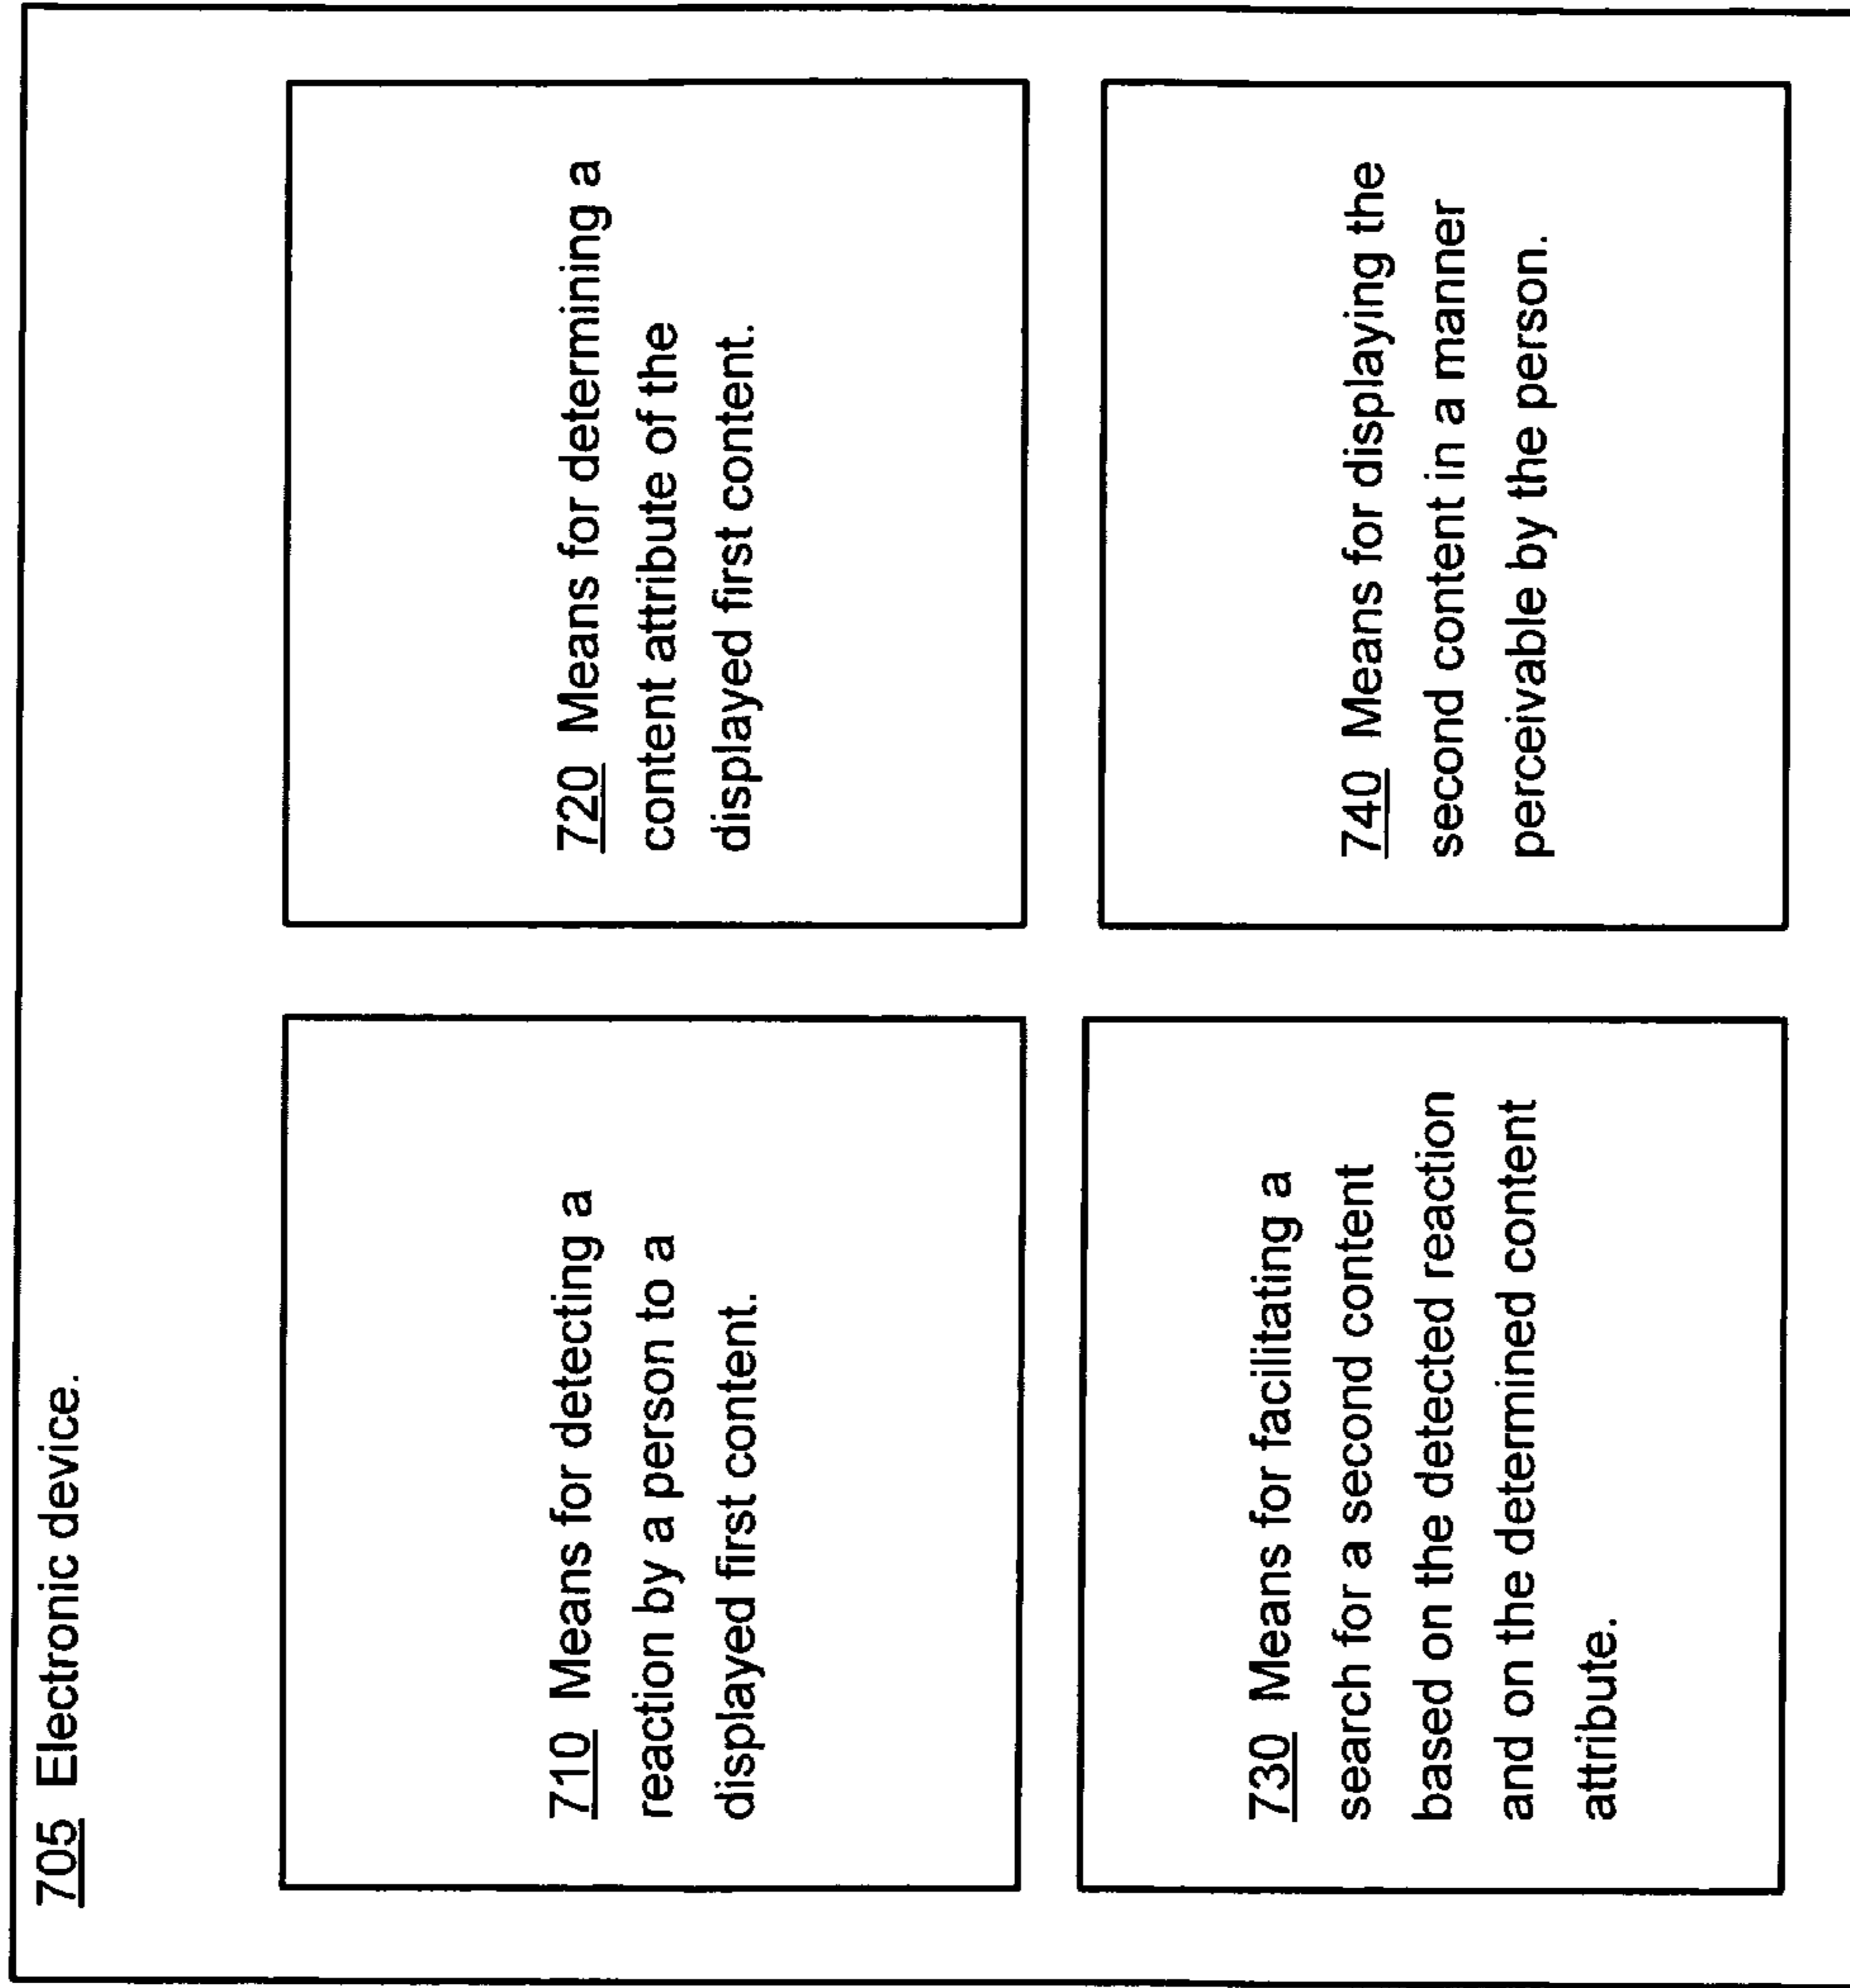 705 Electronic device.
710 Means for detecting a
reaction by a person to a
displayed first content.
720 Means for determining a
content attribute of the
displayed first content.
730 Means for facilitating a
search for a second content
based on the detected reaction
and on the determined content
attribute.
740 Means for displaying the
second content in a manner
perceivable by the person.